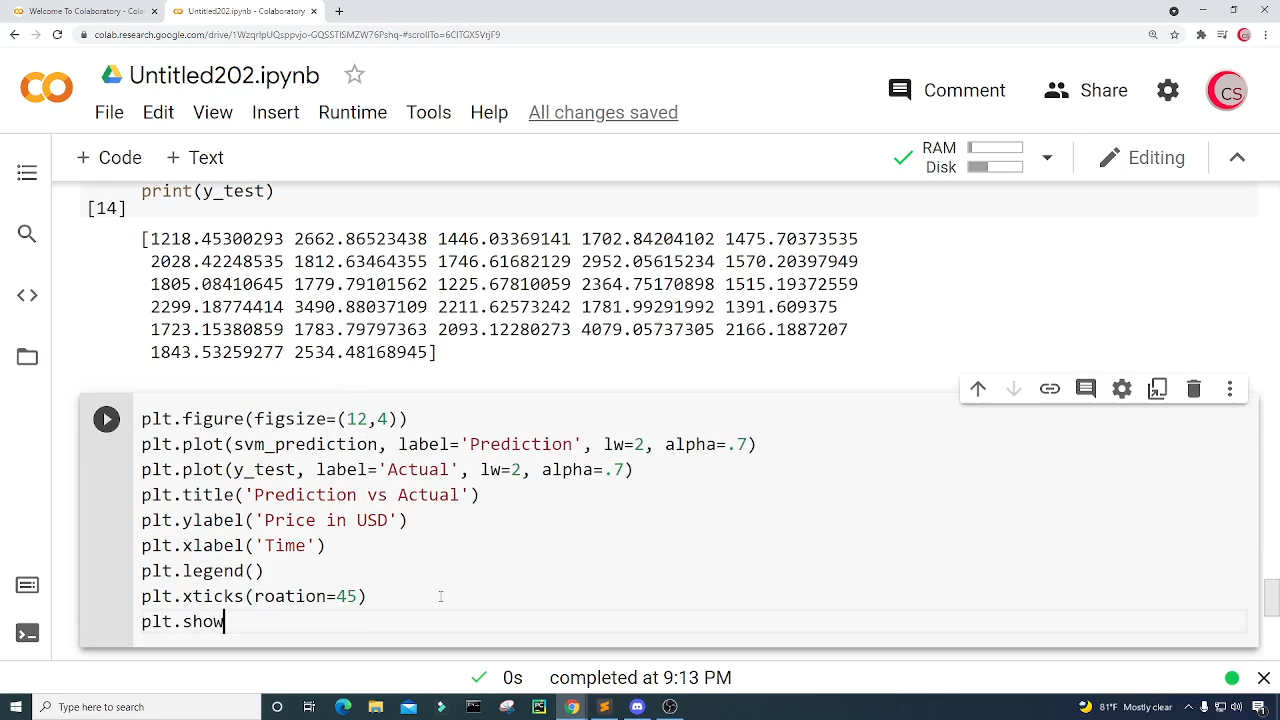 Welcome To Colaboratory - Colab
Untitled202.ipynb - Colaboratory
colab.research.google.com/drive/1WzqrlpUQsppvjo-GQSSTISMZW76Pshq-#scrollTo=6CITGX5VrjF9
Untitled202.ipynb
Comment
Share
CS
File Edit View Insert Runtime Tools Help All changes saved
+ Code + Text
RAM
Disk
Editing
print(y_test)
[14]
[1218.45300293 2662.86523438 1446.03369141 1702.84204102 1475.70373535
2028.42248535 1812.63464355 1746.61682129 2952.05615234 1570.20397949
1805.08410645 1779.79101562 1225.67810059 2364.75170898 1515.19372559
2299.18774414 3490.88037109 2211.62573242 1781.99291992 1391.609375
1723.15380859 1783.79797363 2093.12280273 4079.05737305 2166.1887207
1843.53259277 2534.48168945]
plt.figure(figsize=(12,4))
plt.plot(svm_prediction, label='Prediction', lw=2, alpha=.7)
plt.plot(y_test, label='Actual', lw=2, alpha=.7)
plt.title('Prediction vs Actual')
plt.ylabel('Price in USD')
plt.xlabel('Time')
plt.legend()
plt.xticks(roation=45)
plt.show
0s completed at 9:13 PM
Type here to search
81°F Mostly clear